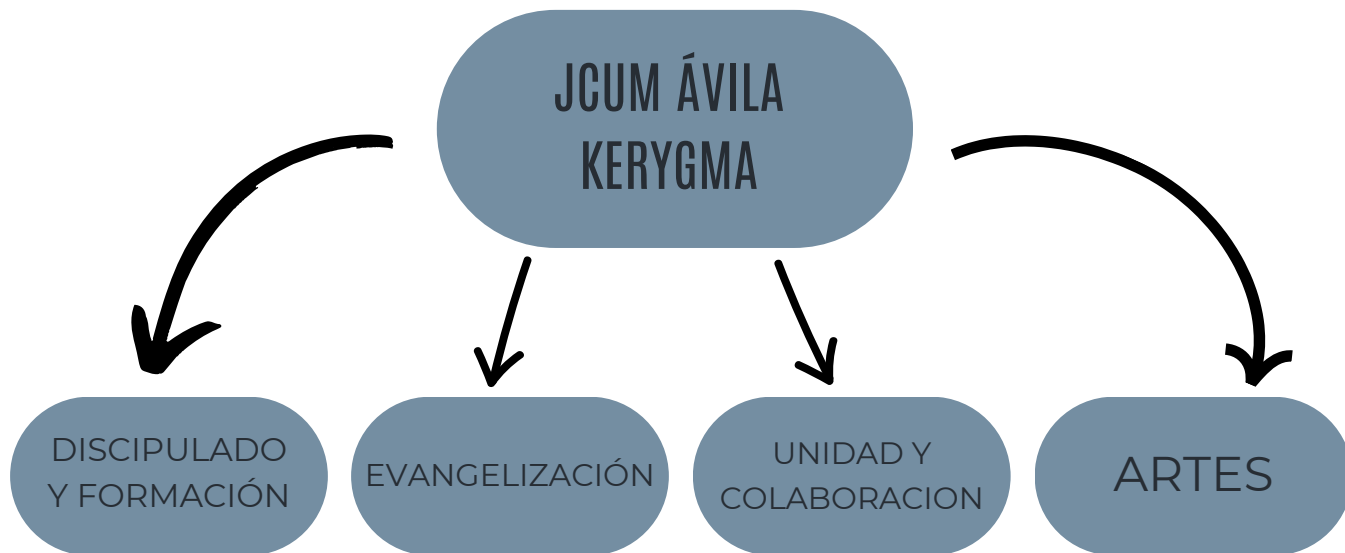 JCUM ÁVILA
KERYGMA
DISCIPULADO
Y FORMACIÓN
EVANGELIZACIÓN
UNIDAD Y
COLABORACION
ARTES